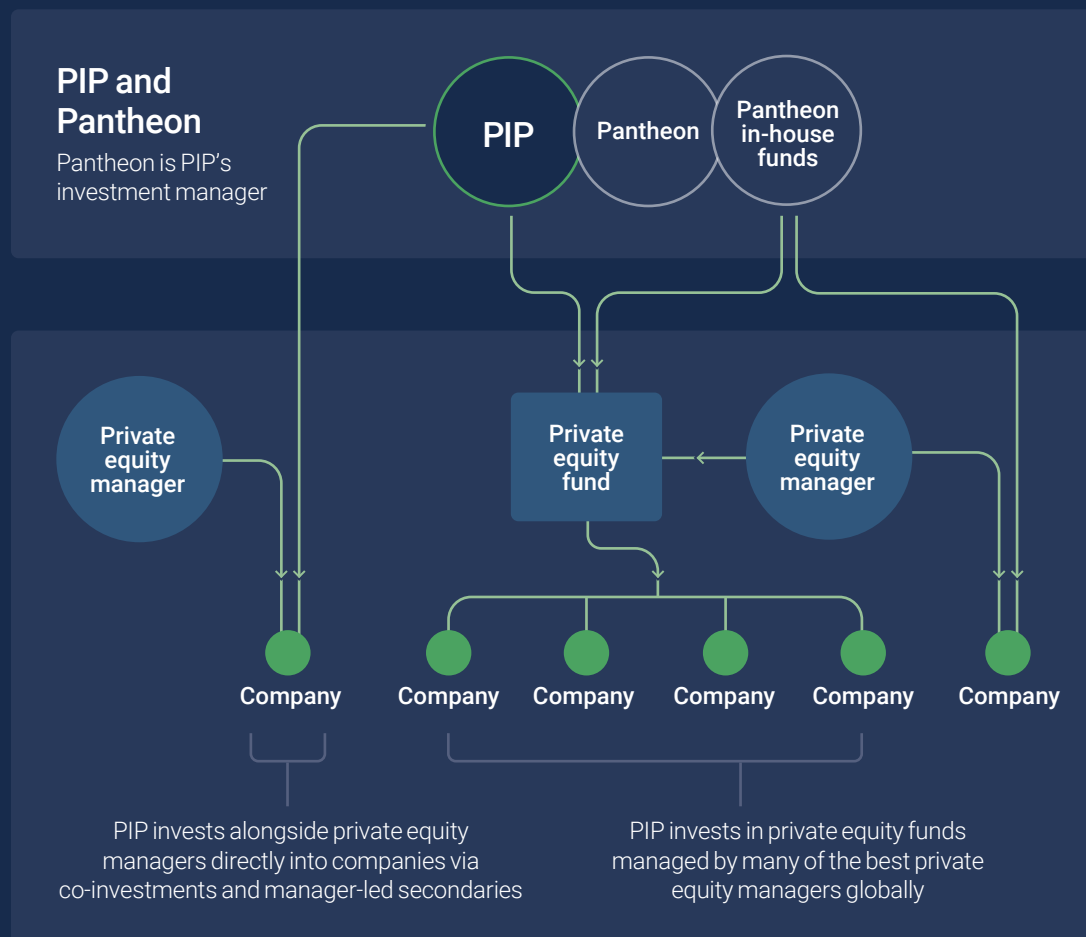 PIP and
Pantheon
Pantheon is PIP's
investment manager
PIP
Pantheon
Pantheon
in-house
funds
Private
equity
manager
Private
equity
fund
Private
equity
manager
Company
Company
Company
Company
Company
Company
PIP invests alongside private equity
managers directly into companies via
co-investments and manager-led secondaries
PIP invests in private equity funds
managed by many of the best private
equity managers globally